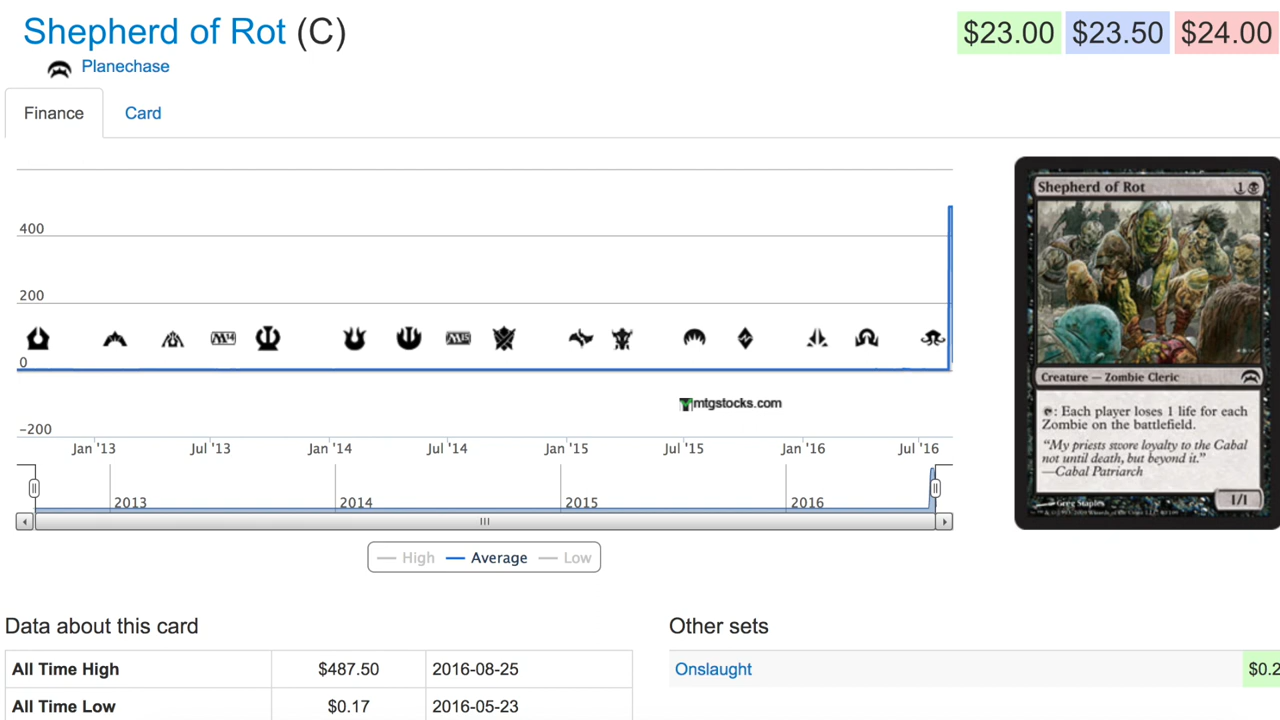 Shepherd of Rot (C)
$23.00 $23.50 $24.00
Planechase
Finance Card
400
200
0
-200
mtgstocks.com
Jan '13 Jul '13 Jan '14 Jul '14 Jan '15 Jul '15 Jan '16 Jul '16
2013 2014 2015 2016
High Average Low
Shepherd of Rot 1
Creature — Zombie Cleric
: Each player loses 1 life for each
Zombie on the battlefield.
"My priests swore loyalty to the Cabal
not until death, but beyond it."
—Cabal Patriarch
1/1
Greg Staples
Data about this card
All Time High $487.50 2016-08-25
All Time Low $0.17 2016-05-23
Other sets
Onslaught $0.2